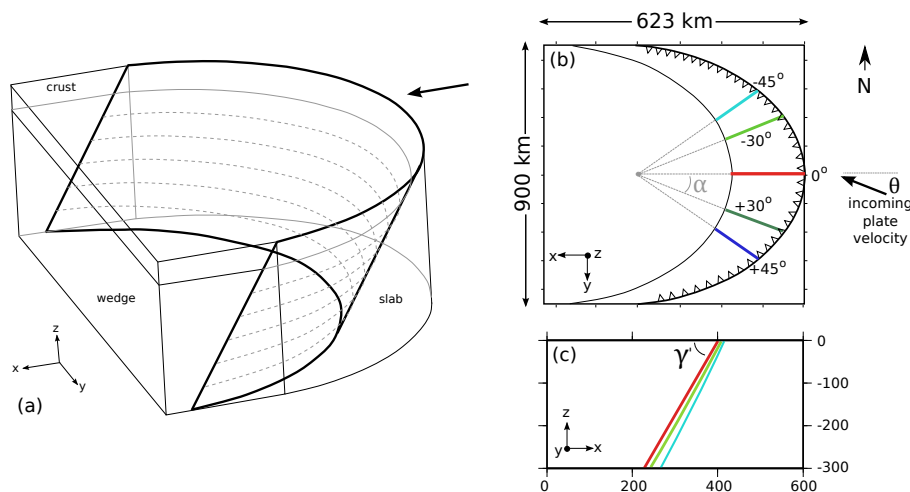 (a)
crust
wedge
slab
z
x
y
623 km
900 km
(b)
N
-45°
-30°
0°
α
θ
+30°
+45°
incoming
plate
velocity
x
z
y
(c)
γ'
z
y
x
0
-100
-200
-300
0
200
400
600